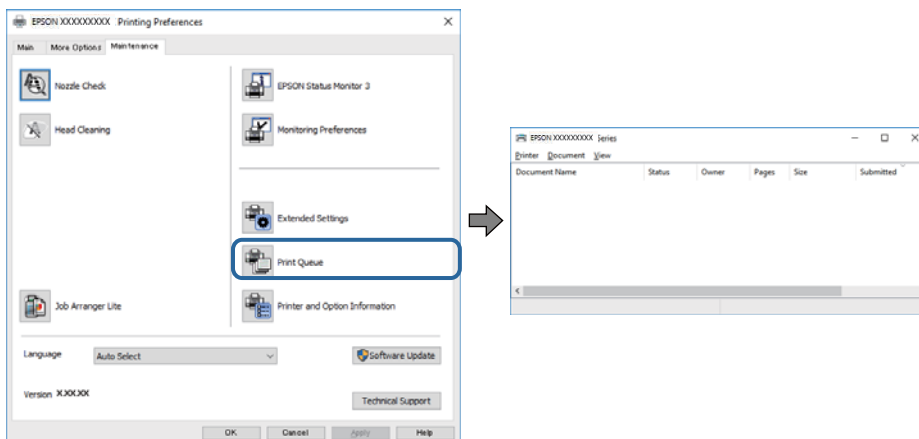 EPSON XXXXXXXXX Printing Preferences
Main More Options Maintenance
Nozzle Check
EPSON Status Monitor 3
Head Cleaning
Monitoring Preferences
Extended Settings
Print Queue
Job Arranger Lite
Printer and Option Information
Language Auto Select
Software Update
Version X.XX.XX
Technical Support
OK Cancel Apply Help
EPSON XXXXXXXXX Series
Printer Document View
Document Name Status Owner Pages Size Submitted